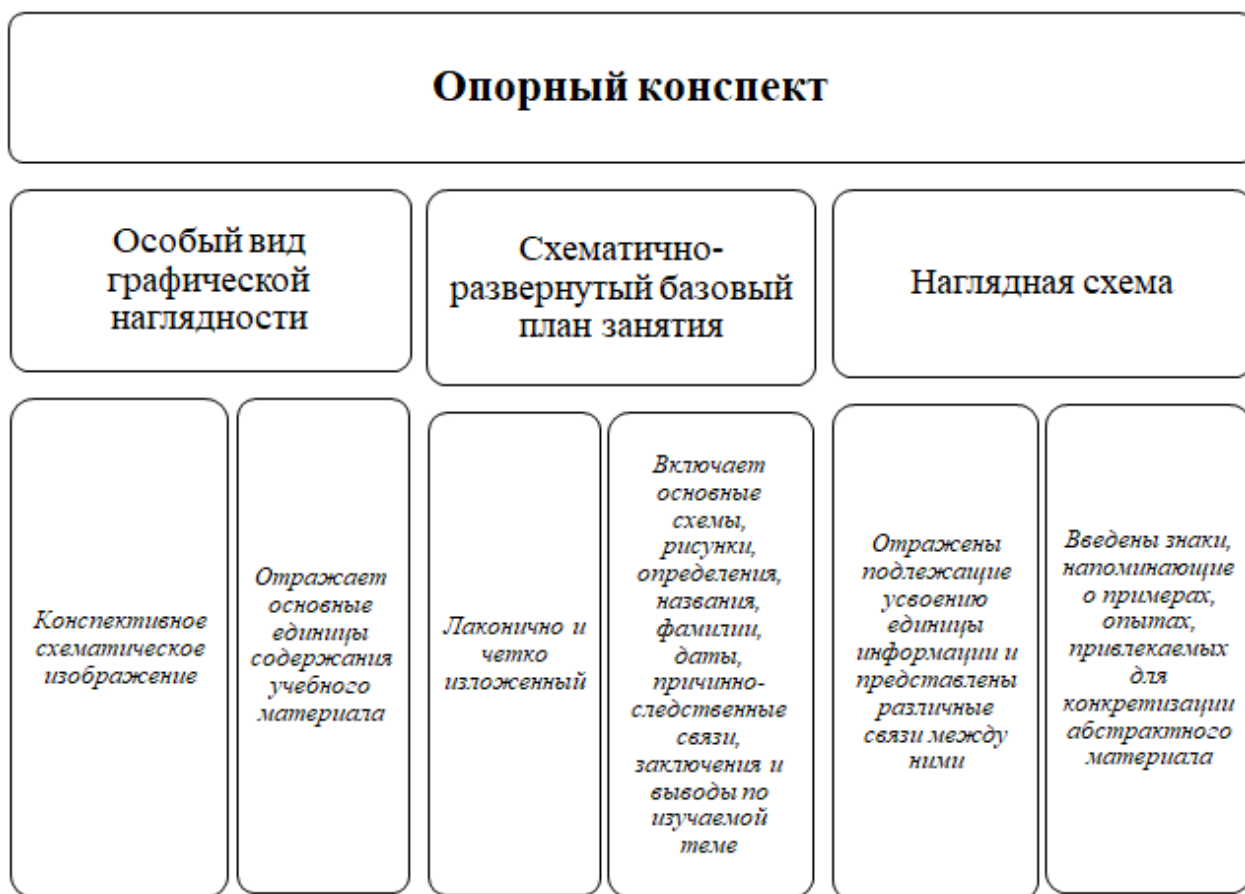 Опорный конспект
Особый вид
графической
наглядности
Схематично-
развернутый базовый
план занятия
Наглядная схема
Конспективное
схематическое
изображение
Отражает
основные
единицы
содержания
учебного
материала
Лаконично и
четко
изложенный
Включает
основные
схемы,
рисунки,
определения,
названия,
фамилии,
даты,
причинно-
следственные
связи,
заключения и
выводы по
изучаемой
теме
Отражены
подлежащие
усвоению
единицы
информации и
представлены
различные
связи между
ними
Введены знаки,
напоминающие
о примерах,
опытах,
привлекаемых
для
конкретизации
абстрактного
материала